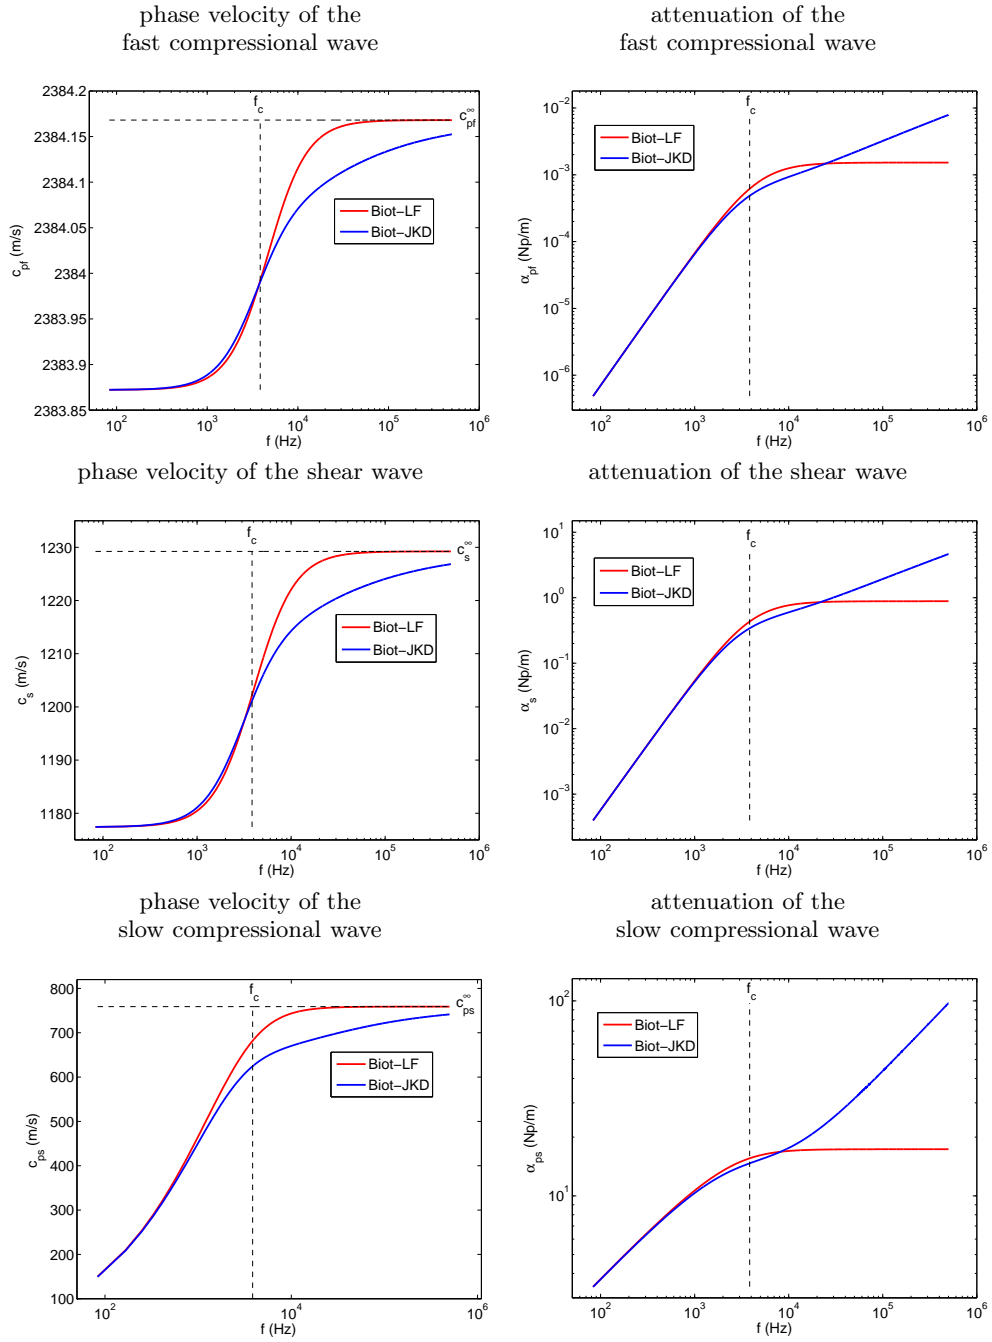 phase velocity of the
fast compressional wave
2384.2
2384.15
2384.1
2384.05
2384
2383.95
2383.9
2383.85
c_pf (m/s)
f_c
c_pf^∞
Biot−LF
Biot−JKD
10^2
10^3
10^4
10^5
10^6
f (Hz)
attenuation of the
fast compressional wave
10^−2
10^−3
10^−4
10^−5
10^−6
α_pf (Np/m)
f_c
Biot−LF
Biot−JKD
10^2
10^3
10^4
10^5
10^6
f (Hz)
phase velocity of the shear wave
1230
1220
1210
1200
1190
1180
c_s (m/s)
f_c
c_s^∞
Biot−LF
Biot−JKD
10^2
10^3
10^4
10^5
10^6
f (Hz)
attenuation of the shear wave
10^1
10^0
10^−1
10^−2
10^−3
α_s (Np/m)
f_c
Biot−LF
Biot−JKD
10^2
10^3
10^4
10^5
10^6
f (Hz)
phase velocity of the
slow compressional wave
800
700
600
500
400
300
200
100
c_ps (m/s)
f_c
c_ps^∞
Biot−LF
Biot−JKD
10^2
10^4
10^6
f (Hz)
attenuation of the
slow compressional wave
10^2
10^1
α_ps (Np/m)
f_c
Biot−LF
Biot−JKD
10^2
10^3
10^4
10^5
10^6
f (Hz)